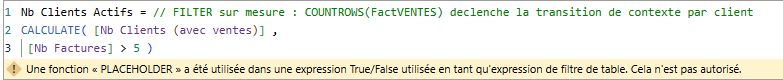 1 Nb Clients Actifs = // FILTER sur mesure : COUNTROWS(FactVENTES) declenche la transition de contexte par client
2 CALCULATE( [Nb Clients (avec ventes)] ,
3 [Nb Factures] > 5 )
Une fonction « PLACEHOLDER » a été utilisée dans une expression True/False utilisée en tant qu'expression de filtre de table. Cela n'est pas autorisé.